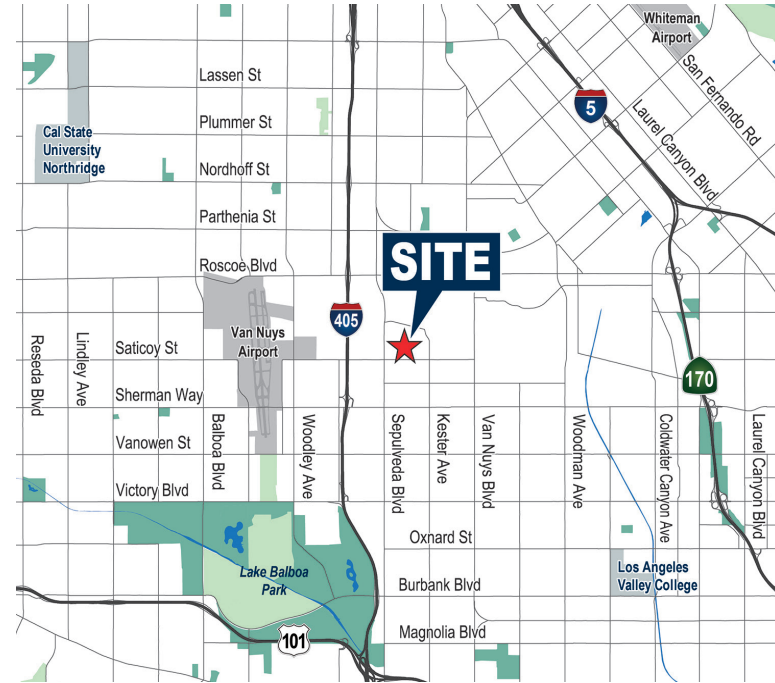 Whiteman
Airport
Lassen St
San Fernando Rd
5
Plummer St
Laurel Canyon Blvd
Cal State
University
Northridge
Nordhoff St
Parthenia St
SITE
Roscoe Blvd
405
Van Nuys
Airport
Reseda Blvd
Lindley Ave
Saticoy St
170
Sherman Way
Balboa Blvd
Woodley Ave
Sepulveda Blvd
Kester Ave
Van Nuys Blvd
Woodman Ave
Coldwater Canyon Ave
Laurel Canyon Blvd
Vanowen St
Victory Blvd
Oxnard St
Lake Balboa
Park
Los Angeles
Valley College
Burbank Blvd
Magnolia Blvd
101